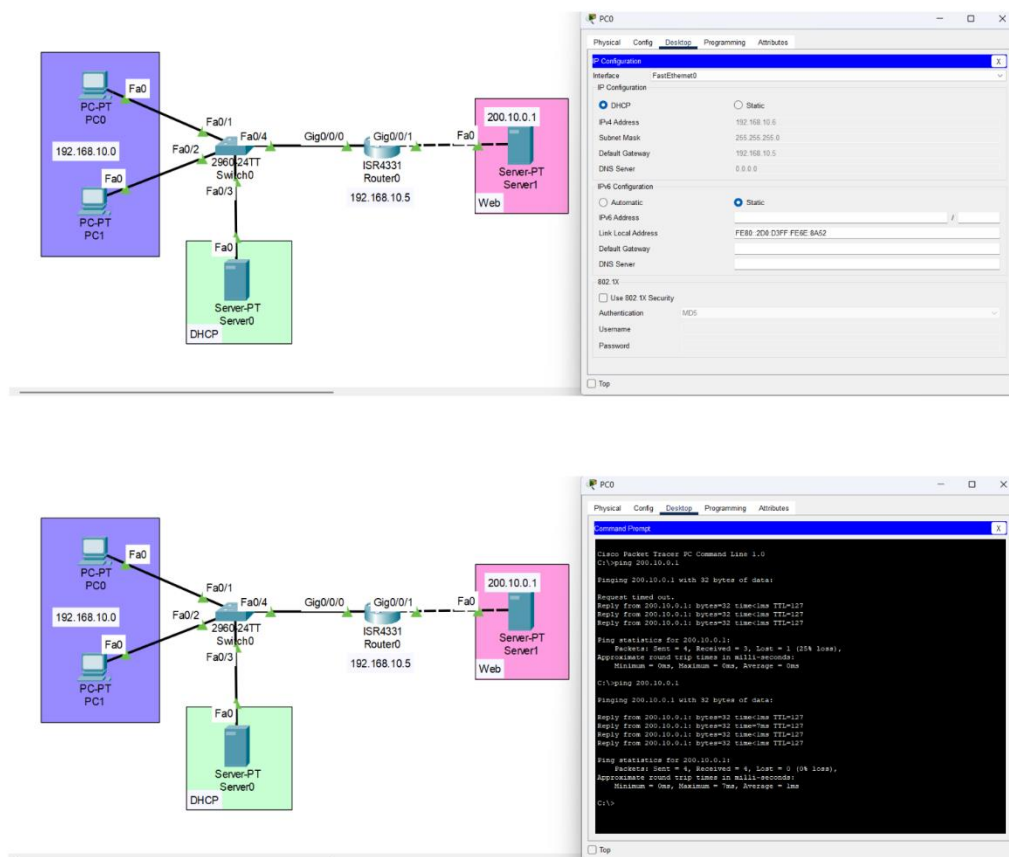 PC0
Physical Config Desktop Programming Attributes
IP Configuration
X
Interface FastEthernet0
IP Configuration
DHCP Static
IPv4 Address 192.168.10.6
Subnet Mask 255.255.255.0
Default Gateway 192.168.10.5
DNS Server 0.0.0.0
IPv6 Configuration
Automatic Static
IPv6 Address /
Link Local Address FE80::2D0:D3FF:FE6E:8A52
Default Gateway
DNS Server
802.1X
Use 802.1X Security
Authentication MD5
Username
Password
Top
Fa0
PC-PT
PC0
Fa0/1
192.168.10.0
Fa0/2
Fa0/4
Gig0/0/0
Gig0/0/1
Fa0
200.10.0.1
2960-24TT
Switch0
ISR4331
Router0
Server-PT
Server1
Fa0
Fa0/3
192.168.10.5
Web
PC-PT
PC1
Fa0
Server-PT
Server0
DHCP
PC0
Physical Config Desktop Programming Attributes
Command Prompt
X
Cisco Packet Tracer PC Command Line 1.0
C:\>ping 200.10.0.1
Pinging 200.10.0.1 with 32 bytes of data:
Request timed out.
Reply from 200.10.0.1: bytes=32 time<1ms TTL=127
Reply from 200.10.0.1: bytes=32 time<1ms TTL=127
Reply from 200.10.0.1: bytes=32 time<1ms TTL=127
Ping statistics for 200.10.0.1:
Packets: Sent = 4, Received = 3, Lost = 1 (25% loss),
Approximate round trip times in milli-seconds:
Minimum = 0ms, Maximum = 0ms, Average = 0ms
C:\>ping 200.10.0.1
Pinging 200.10.0.1 with 32 bytes of data:
Reply from 200.10.0.1: bytes=32 time<1ms TTL=127
Reply from 200.10.0.1: bytes=32 time=7ms TTL=127
Reply from 200.10.0.1: bytes=32 time<1ms TTL=127
Reply from 200.10.0.1: bytes=32 time<1ms TTL=127
Ping statistics for 200.10.0.1:
Packets: Sent = 4, Received = 4, Lost = 0 (0% loss),
Approximate round trip times in milli-seconds:
Minimum = 0ms, Maximum = 7ms, Average = 1ms
C:\>
Top
Fa0
PC-PT
PC0
Fa0/1
192.168.10.0
Fa0/2
Fa0/4
Gig0/0/0
Gig0/0/1
Fa0
200.10.0.1
2960-24TT
Switch0
ISR4331
Router0
Server-PT
Server1
Fa0
Fa0/3
192.168.10.5
Web
PC-PT
PC1
Fa0
Server-PT
Server0
DHCP